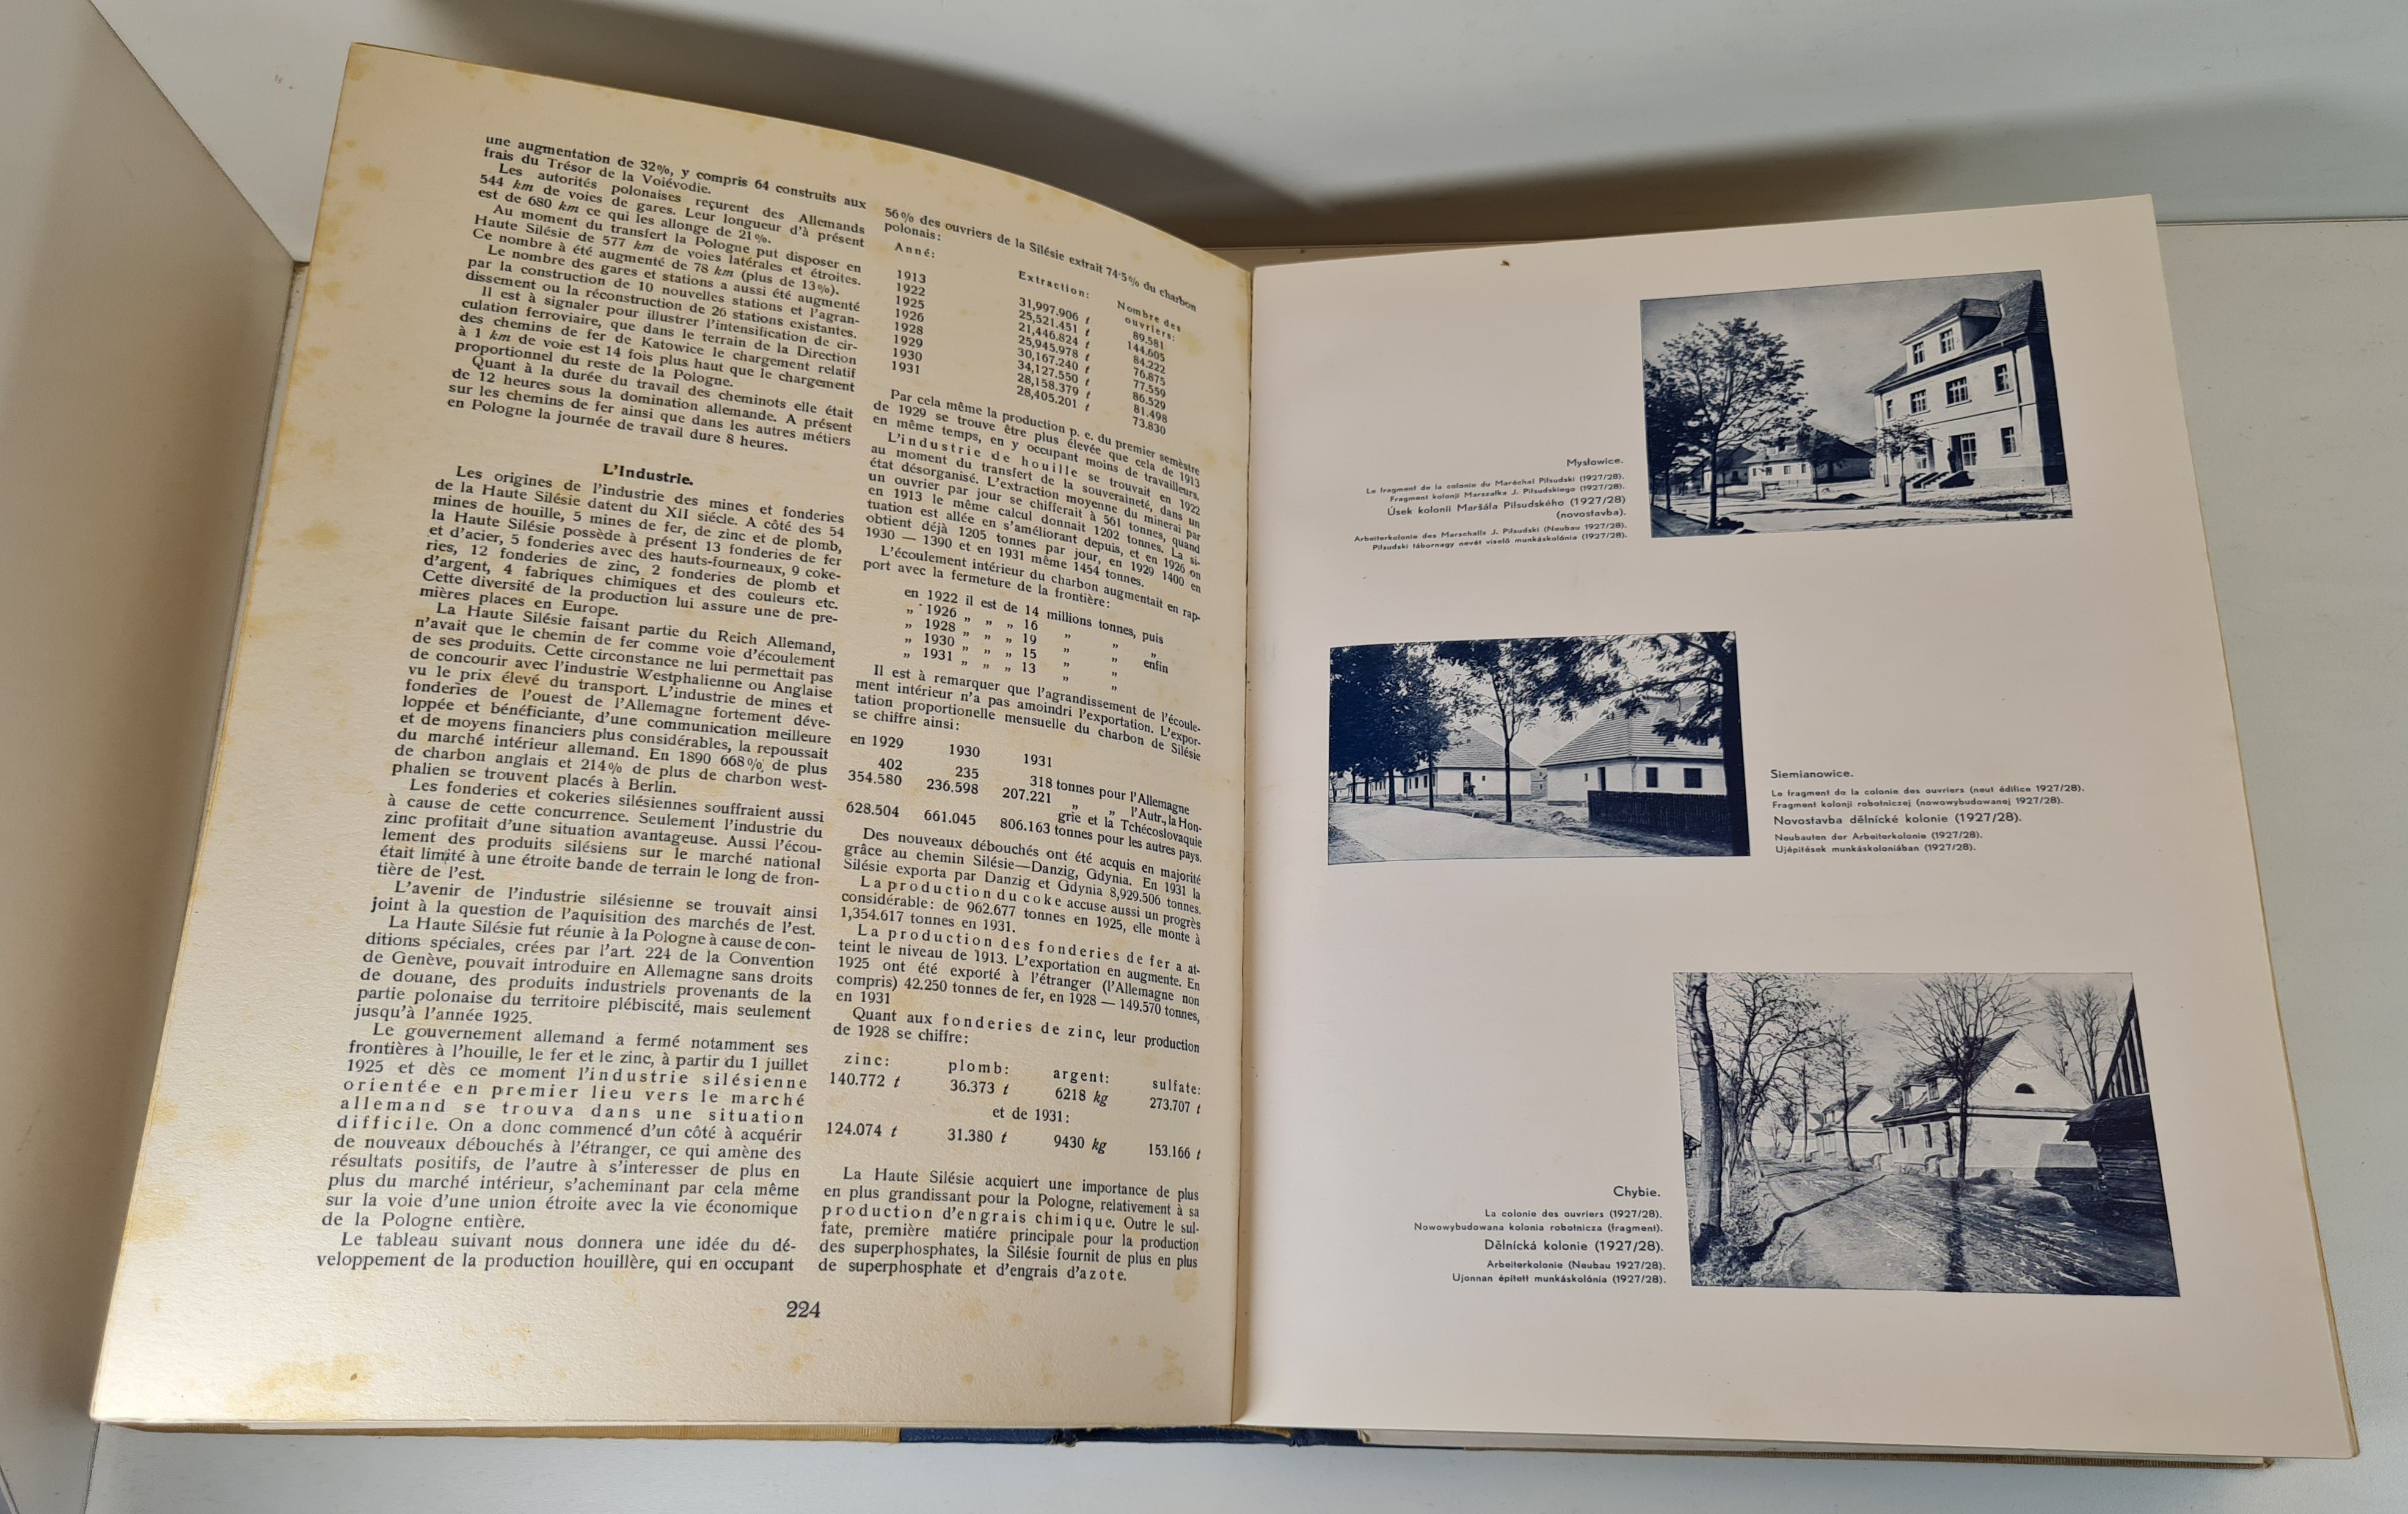 une augmentation de 32%, y compris 64 construits aux
frais du Trésor de la Voiévodie.
Les autorités polonaises reçurent des Allemands
544 km de voies de gares. Leur longueur d'à présent
est de 680 km ce qui les allonge de 21%.
Au moment du transfert la Pologne put disposer en
Haute Silésie de 577 km de voies latérales et étroites.
Ce nombre à été augmenté de 78 km (plus de 13%).
Le nombre des gares et stations a aussi été augmenté
par la construction de 10 nouvelles stations et l'agran-
dissement ou la réconstruction de 26 stations existantes.
Il est à signaler pour illustrer l'intensification de cir-
culation ferroviaire, que dans le terrain de la Direction
des chemins de fer de Katowice le chargement relatif
à 1 km de voie est 14 fois plus haut que le chargement
proportionnel du reste de la Pologne.
Quant à la durée du travail des cheminots elle était
de 12 heures sous la domination allemande. A présent
sur les chemins de fer ainsi que dans les autres métiers
en Pologne la journée de travail dure 8 heures.
L'Industrie.
Les origines de l'industrie des mines et fonderies
de la Haute Silésie datent du XII siécle. A côté des 54
mines de houille, 5 mines de fer, de zinc et de plomb,
la Haute Silésie possède à présent 13 fonderies de fer
et d'acier, 5 fonderies avec des hauts-fourneaux, 9 coke-
ries, 12 fonderies de zinc, 2 fonderies de plomb et
d'argent, 4 fabriques chimiques et des couleurs etc.
Cette diversité de la production lui assure une de pre-
mières places en Europe.
La Haute Silésie faisant partie du Reich Allemand,
n'avait que le chemin de fer comme voie d'écoulement
de ses produits. Cette circonstance ne lui permettait pas
de concourir avec l'industrie Westphalienne ou Anglaise
vu le prix élevé du transport. L'industrie de mines et
fonderies de l'ouest de l'Allemagne fortement déve-
loppée et bénéficiante, d'une communication meilleure
et de moyens financiers plus considérables, la repoussait
du marché intérieur allemand. En 1890 668% de plus
de charbon anglais et 214% de plus de charbon west-
phalien se trouvent placés à Berlin.
Les fonderies et cokeries silésiennes souffraient aussi
à cause de cette concurrence. Seulement l'industrie du
zinc profitait d'une situation avantageuse. Aussi l'écou-
lement des produits silésiens sur le marché national
était limité à une étroite bande de terrain le long de fron-
tière de l'est.
L'avenir de l'industrie silésienne se trouvait ainsi
joint à la question de l'aquisition des marchés de l'est.
La Haute Silésie fut réunie à la Pologne à cause de con-
ditions spéciales, crées par l'art. 224 de la Convention
de Genève, pouvait introduire en Allemagne sans droits
de douane, des produits industriels provenants de la
partie polonaise du territoire plébiscité, mais seulement
jusqu'à l'année 1925.
Le gouvernement allemand a fermé notamment ses
frontières à l'houille, le fer et le zinc, à partir du 1 juillet
1925 et dès ce moment l'industrie silésienne
orientée en premier lieu vers le marché
allemand se trouva dans une situation
difficile. On a donc commencé d'un côté à acquérir
de nouveaux débouchés à l'étranger, ce qui amène des
résultats positifs, de l'autre à s'interesser de plus en
plus du marché intérieur, s'acheminant par cela même
sur la voie d'une union étroite avec la vie économique
de la Pologne entière.
Le tableau suivant nous donnera une idée du dé-
veloppement de la production houillère, qui en occupant
56% des ouvriers de la Silésie extrait 74·5% du charbon
polonais:
Anné: Extraction: Nombre des
ouvriers:
1913 31,997.906 t 89.581
1922 25,521.451 t 144.605
1925 21,446.824 t 84.222
1926 25,945.978 t 76.875
1928 30,167.240 t 77.559
1929 34,127.550 t 86.529
1930 28,158.379 t 81.498
1931 28,405.201 t 73.830
Par cela même la production p. e. du premier semèstre
de 1929 se trouve être plus élevée que cela de 1913
en même temps, en y occupant moins de travailleurs.
L'industrie de houille se trouvait en 1922
au moment du transfert de la souveraineté, dans un
état désorganisé. L'extraction moyenne du minerai par
un ouvrier par jour se chifferait à 561 tonnes, quand
en 1913 le même calcul donnait 1202 tonnes. La si-
tuation est allée en s'améliorant depuis, et en 1926 on
obtient déjà 1205 tonnes par jour, en 1929 1400 en
1930 — 1390 et en 1931 même 1454 tonnes.
L'écoulement intérieur du charbon augmentait en rap-
port avec la fermeture de la frontière:
en 1922 il est de 14 millions tonnes, puis
„ 1926 „ „ „ 16 „ „ „
„ 1928 „ „ „ 19 „ „ enfin
„ 1930 „ „ „ 15 „ „
„ 1931 „ „ „ 13 „ „
Il est à remarquer que l'agrandissement de l'écoule-
ment intérieur n'a pas amoindri l'exportation. L'expor-
tation proportionelle mensuelle du charbon de Silésie
se chiffre ainsi:
en 1929 1930 1931
402 235 318 tonnes pour l'Allemagne
354.580 236.598 207.221 „ „ l'Autr., la Hon-
grie et la Tchécoslovaquie
628.504 661.045 806.163 tonnes pour les autres pays.
Des nouveaux débouchés ont été acquis en majorité
grâce au chemin Silésie—Danzig, Gdynia. En 1931 la
Silésie exporta par Danzig et Gdynia 8,929.506 tonnes.
La production du coke accuse aussi un progrès
considérable: de 962.677 tonnes en 1925, elle monte à
1,354.617 tonnes en 1931.
La production des fonderies de fer a at-
teint le niveau de 1913. L'exportation en augmente. En
1925 ont été exporté à l'étranger (l'Allemagne non
compris) 42.250 tonnes de fer, en 1928 — 149.570 tonnes,
en 1931
Quant aux fonderies de zinc, leur production
de 1928 se chiffre:
zinc: plomb: argent: sulfate:
140.772 t 36.373 t 6218 kg 273.707 t
et de 1931:
124.074 t 31.380 t 9430 kg 153.166 t
La Haute Silésie acquiert une importance de plus
en plus grandissant pour la Pologne, relativement à sa
production d'engrais chimique. Outre le sul-
fate, première matiére principale pour la production
des superphosphates, la Silésie fournit de plus en plus
de superphosphate et d'engrais d'azote.
224
Mysłowice.
Le fragment de la colonie du Maréchal Piłsudski (1927/28).
Fragment kolonji Marszałka J. Piłsudskiego (1927/28).
Úsek kolonii Maršála Pilsudského (1927/28)
(novostavba).
Arbeiterkolonie des Marschalls J. Piłsudski (Neubau 1927/28).
Piłsudski tábornagy nevét viselő munkáskolónia (1927/28).
Siemianowice.
Le fragment de la colonie des ouvriers (neut édifice 1927/28).
Fragment kolonji robotniczej (nowowybudowanej 1927/28).
Novostavba dělnícké kolonie (1927/28).
Neubauten der Arbeiterkolonie (1927/28).
Ujépitések munkáskoloniában (1927/28).
Chybie.
La colonie des ouvriers (1927/28).
Nowowybudowana kolonia robotnicza (fragment).
Dělnícká kolonie (1927/28).
Arbeiterkolonie (Neubau 1927/28).
Ujonnan épitett munkáskolónia (1927/28).